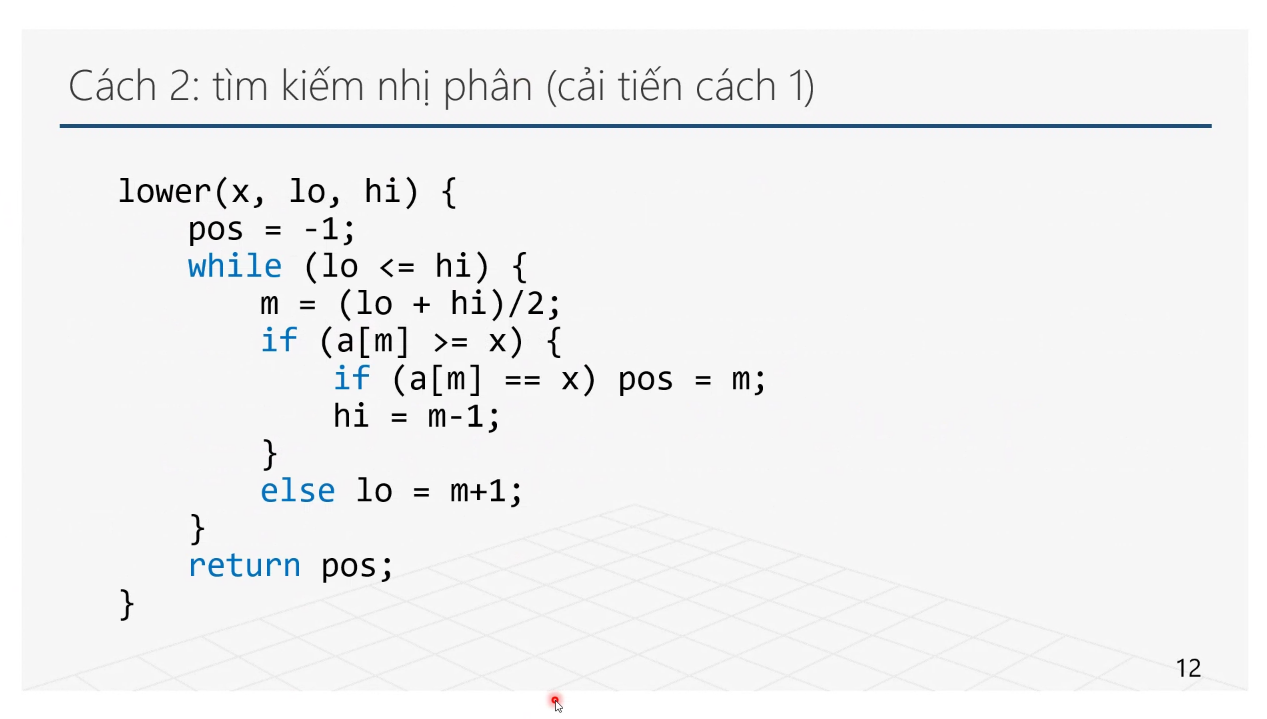 Cách 2: tìm kiếm nhị phân (cải tiến cách 1)
lower(x, lo, hi) {
    pos = -1;
    while (lo <= hi) {
        m = (lo + hi)/2;
        if (a[m] >= x) {
            if (a[m] == x) pos = m;
            hi = m-1;
        }
        else lo = m+1;
    }
    return pos;
}
12